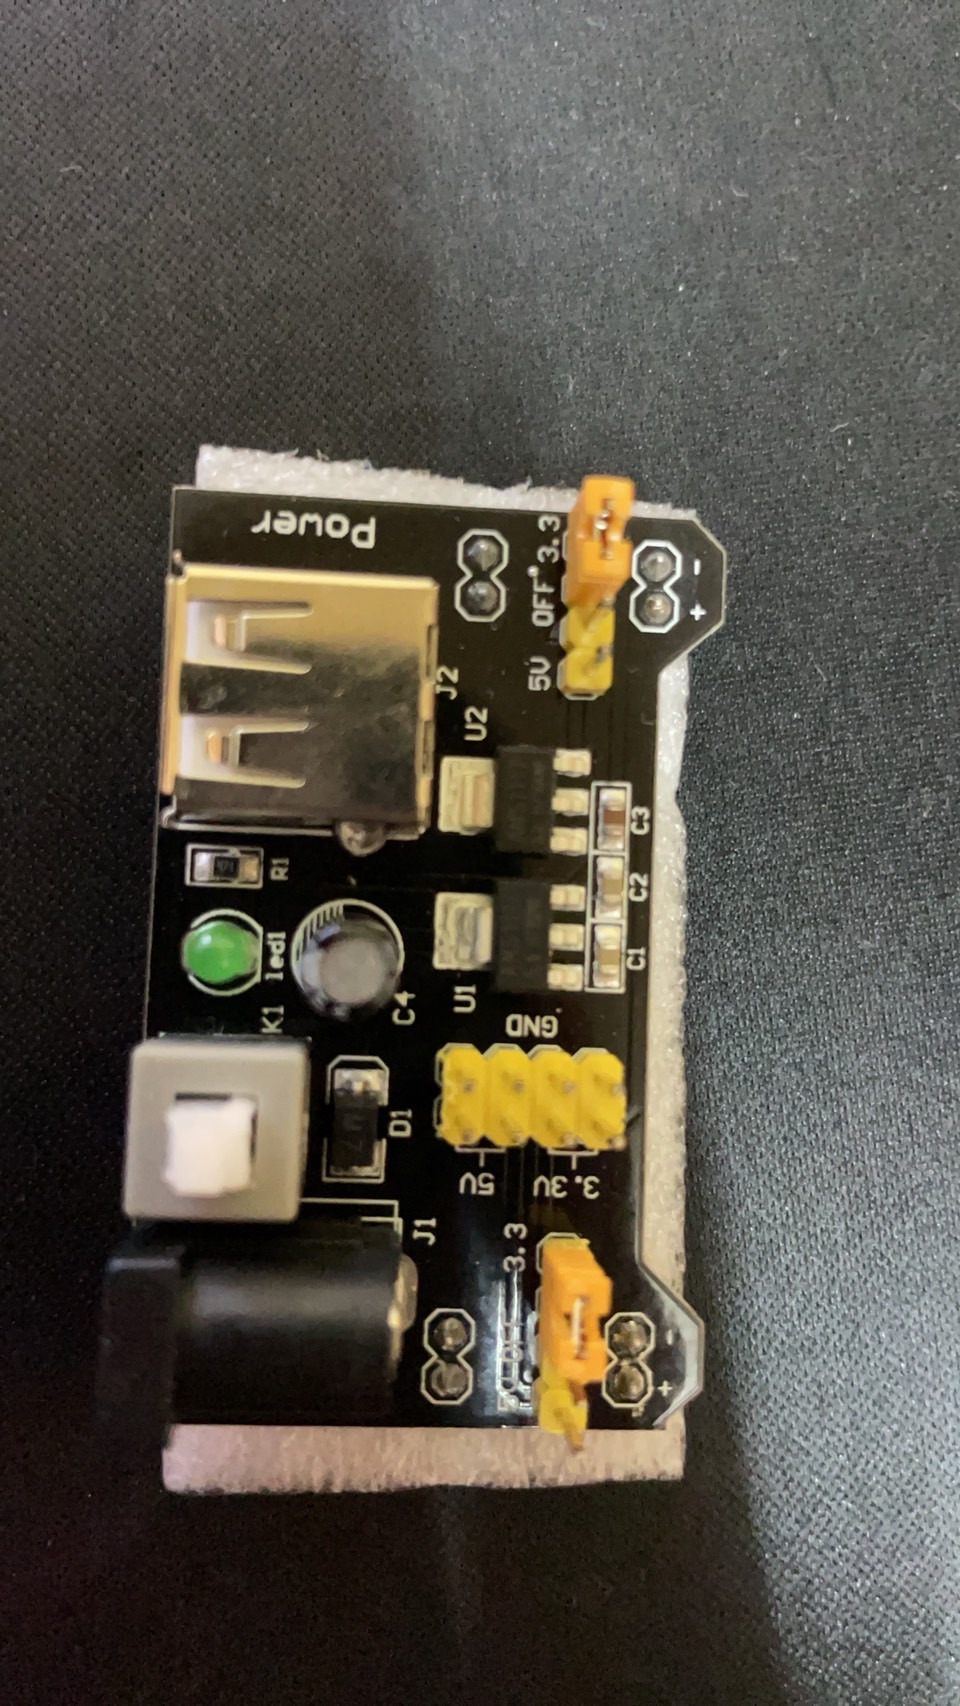 Power
3.3
OFF
5V
-
+
J2
U2
R1
C3
C2
C1
led1
C4
U1
K1
GND
D1
5V
3.3V
J1
3.3
OFF
-
+